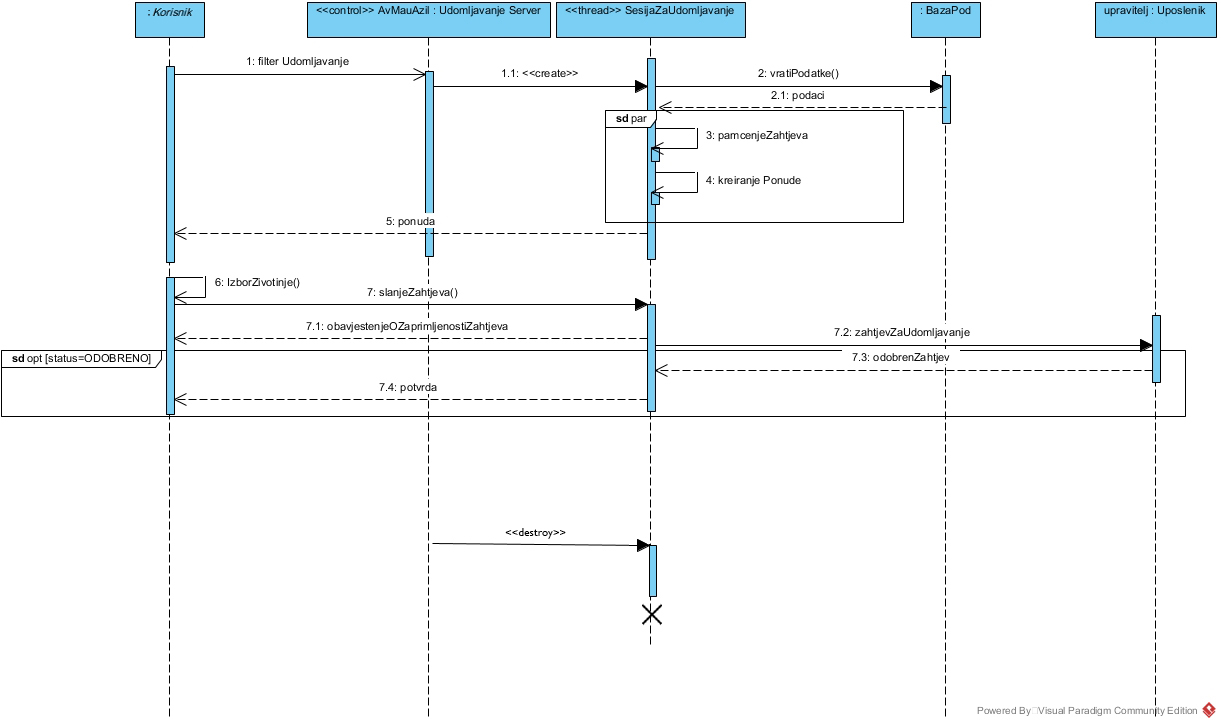 : Korisnik
<<control>> AvMauAzil : Udomljavanje Server
<<thread>> SesijaZaUdomljavanje
: BazaPod
upravitelj : Uposlenik
1: filter Udomljavanje
1.1: <<create>>
2: vratiPodatke()
2.1: podaci
sd par
3: pamcenjeZahtjeva
4: kreiranje Ponude
5: ponuda
6: IzborZivotinje()
7: slanjeZahtjeva()
7.1: obavjestenjeOZaprimljenostiZahtjeva
7.2: zahtjevZaUdomljavanje
sd opt [status=ODOBRENO]
7.3: odobrenZahtjev
7.4: potvrda
<<destroy>>
Powered By Visual Paradigm Community Edition